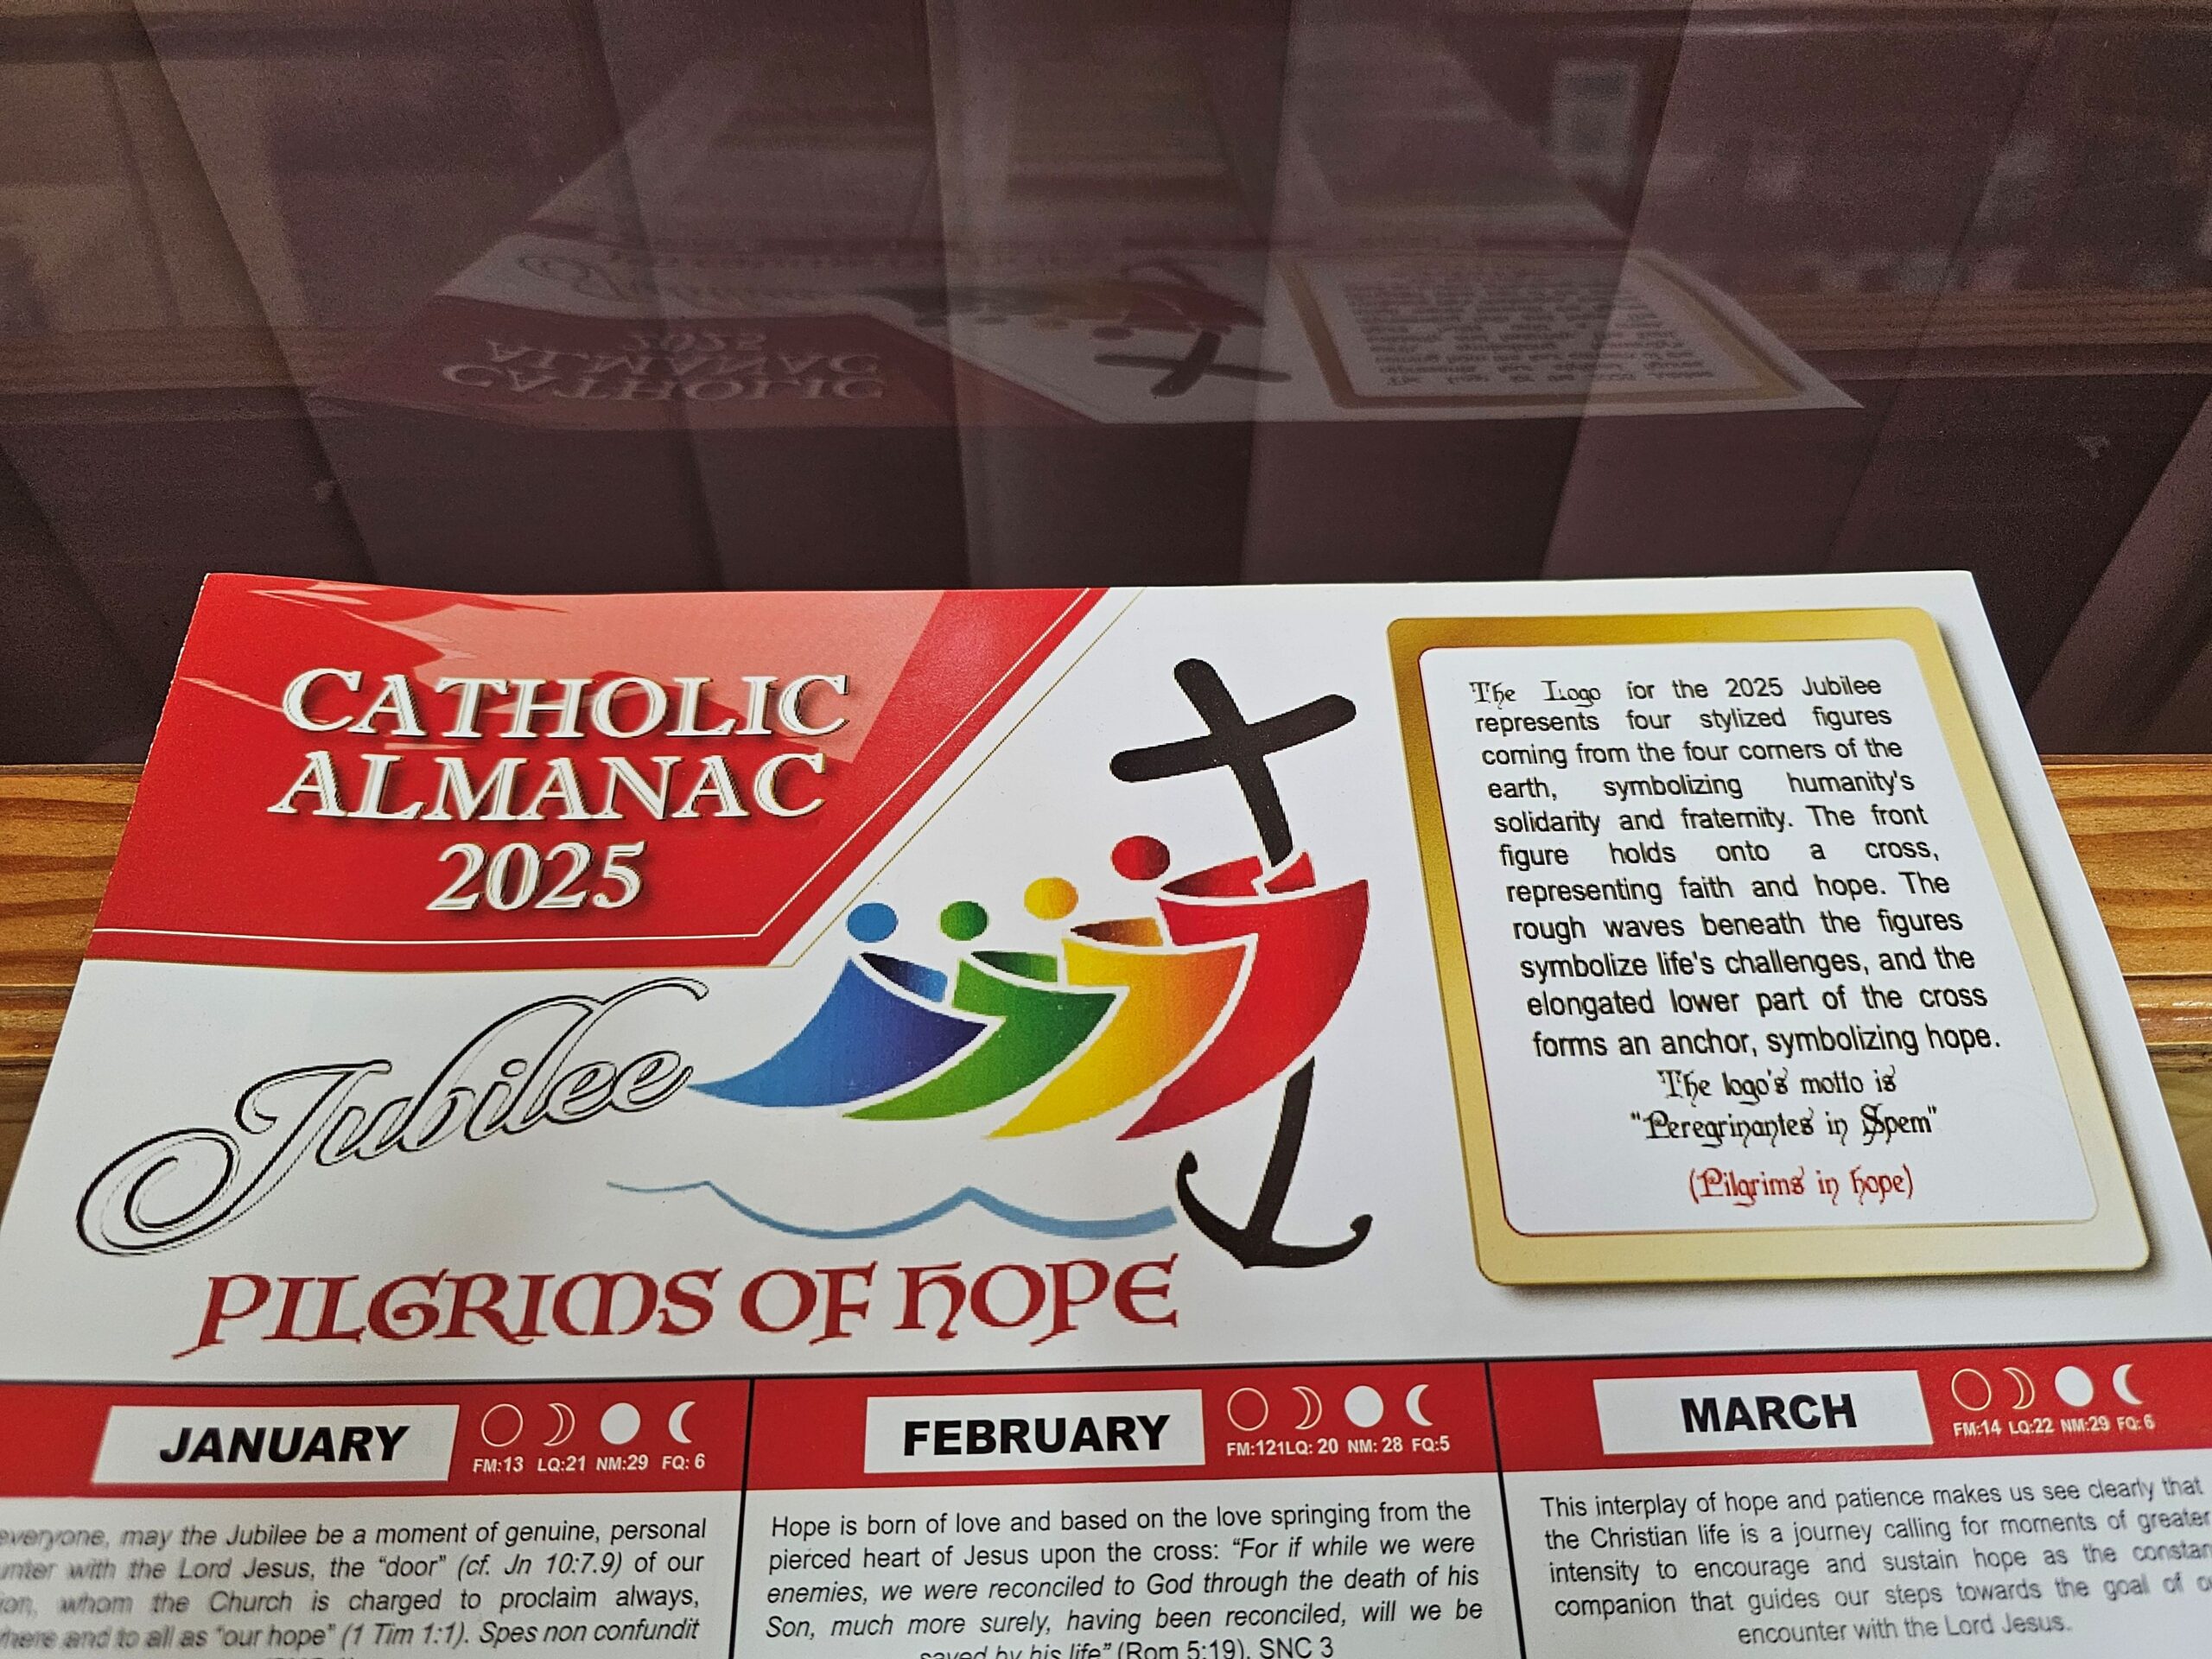 CATHOLIC
ALMANAC
2025
Jubilee
PILGRIMS OF HOPE
The Logo for the 2025 Jubilee
represents four stylized figures
coming from the four corners of the
earth, symbolizing humanity's
solidarity and fraternity. The front
figure holds onto a cross,
representing faith and hope. The
rough waves beneath the figures
symbolize life's challenges, and the
elongated lower part of the cross
forms an anchor, symbolizing hope.
The logo's motto is
"Peregrinantes in Spem"
(Pilgrims in hope)
JANUARY
FM:13 LQ:21 NM:29 FQ: 6
everyone, may the Jubilee be a moment of genuine, personal
with the Lord Jesus, the “door” (cf. Jn 10:7.9) of our
whom the Church is charged to proclaim always,
and to all as “our hope” (1 Tim 1:1). Spes non confundit
FEBRUARY
FM:121LQ: 20 NM: 28 FQ:5
Hope is born of love and based on the love springing from the
pierced heart of Jesus upon the cross: “For if while we were
enemies, we were reconciled to God through the death of his
Son, much more surely, having been reconciled, will we be
saved by his life” (Rom 5:19). SNC 3
MARCH
FM:14 LQ:22 NM:29 FQ: 6
This interplay of hope and patience makes us see clearly that
the Christian life is a journey calling for moments of greater
intensity to encourage and sustain hope as the
companion that guides our steps towards the goal of
encounter with the Lord Jesus.